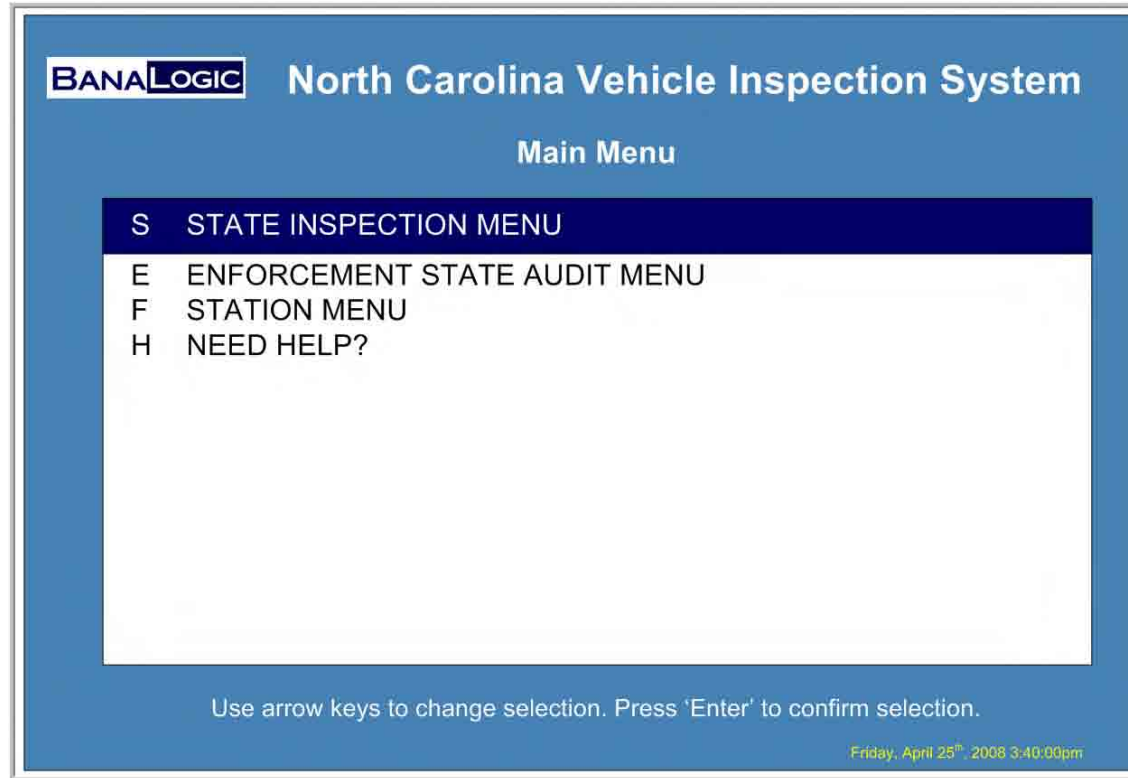 BANALOGIC North Carolina Vehicle Inspection System
Main Menu
S STATE INSPECTION MENU
E ENFORCEMENT STATE AUDIT MENU
F STATION MENU
H NEED HELP?
Use arrow keys to change selection. Press ‘Enter’ to confirm selection.
Friday, April 25th, 2008 3:40:00pm